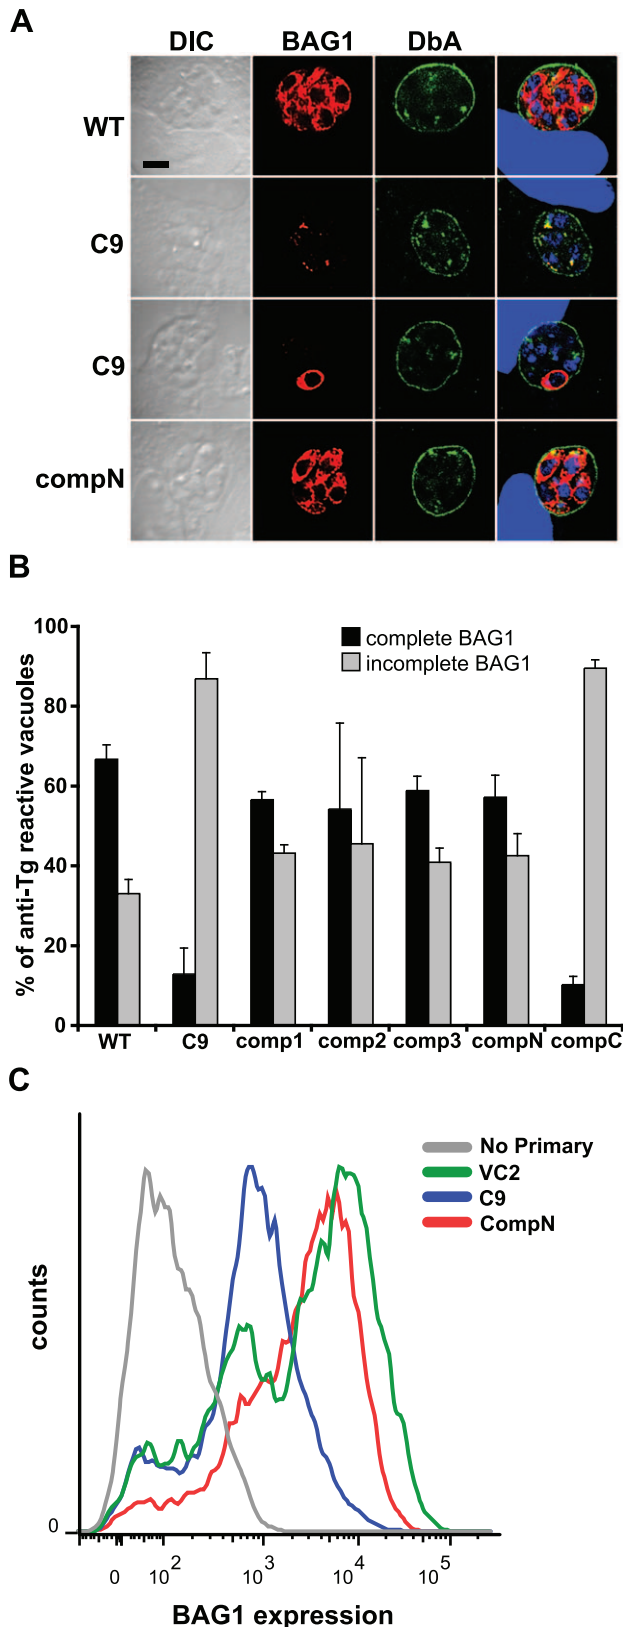 A
DIC BAG1 DbA
WT
C9
C9
compN
B
% of anti-Tg reactive vacuoles
100
80
60
40
20
0
complete BAG1
incomplete BAG1
WT C9 comp1 comp2 comp3 compN compC
C
counts
No Primary
VC2
C9
CompN
0
0 10² 10³ 10⁴ 10⁵
BAG1 expression